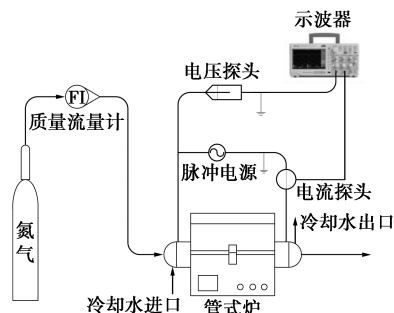 示波器
电压探头
FI
质量流量计
脉冲电源
电流探头
氮气
冷却水出口
冷却水进口
管式炉